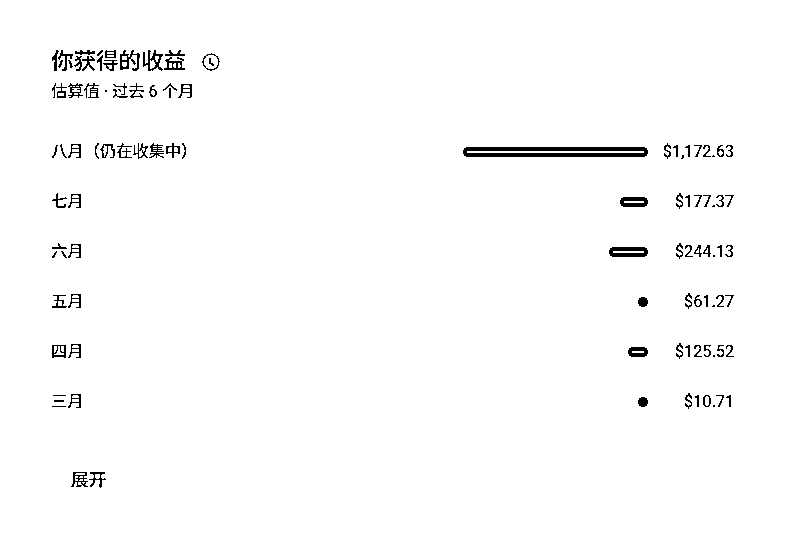 你获得的收益
估算值 · 过去 6 个月
八月（仍在收集中） $1,172.63
七月 $177.37
六月 $244.13
五月 $61.27
四月 $125.52
三月 $10.71
展开